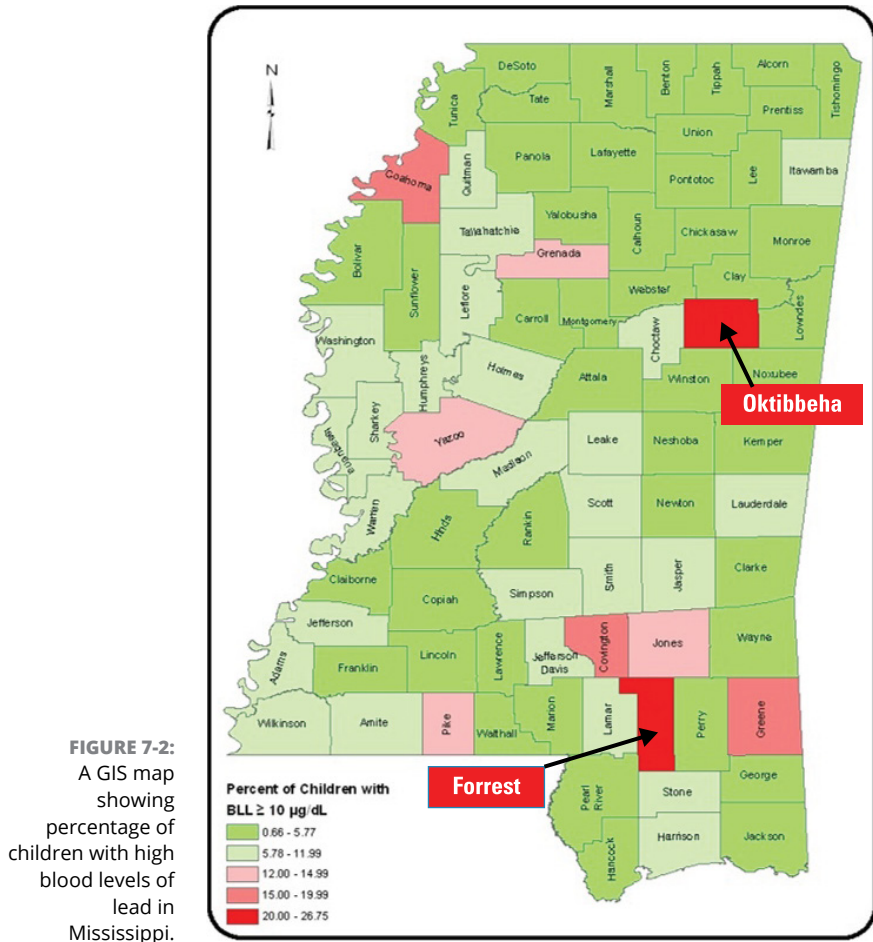 N
DeSoto
Marshall
Benton
Tippah
Alcorn
Tishomingo
Tunica
Tate
Prentiss
Union
Coahoma
Quitman
Panola
Lafayette
Pontotoc
Lee
Itawamba
Tallahatchie
Yalobusha
Calhoun
Chickasaw
Monroe
Bolivar
Sunflower
Grenada
Clay
Leflore
Webster
Washington
Carroll
Montgomery
Choctaw
Lowndes
Humphreys
Holmes
Attala
Winston
Noxubee
Oktibbeha
Sharkey
Issaquena
Yazoo
Madison
Leake
Neshoba
Kemper
Warren
Scott
Newton
Lauderdale
Hinds
Rankin
Smith
Jasper
Clarke
Claiborne
Copiah
Simpson
Jefferson
Covington
Jones
Wayne
Adams
Franklin
Lincoln
Lawrence
Jefferson
Davis
Wilkinson
Amite
Pike
Walthall
Marion
Lamar
Perry
Greene
Forrest
George
Pearl
River
Stone
Hancock
Harrison
Jackson
Percent of Children with
BLL ≥ 10 µg/dL
0.66 - 5.77
5.78 - 11.99
12.00 - 14.99
15.00 - 19.99
20.00 - 26.75
FIGURE 7-2:
A GIS map
showing
percentage of
children with high
blood levels of
lead in
Mississippi.